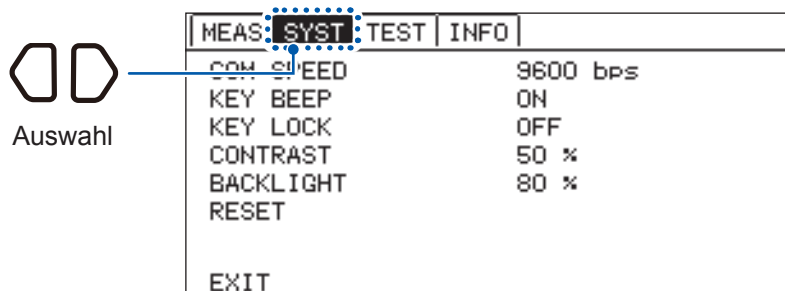 MEAS SYST TEST INFO
COM SPEED 9600 bps
KEY BEEP ON
KEY LOCK OFF
CONTRAST 50 %
BACKLIGHT 80 %
RESET
EXIT
Auswahl